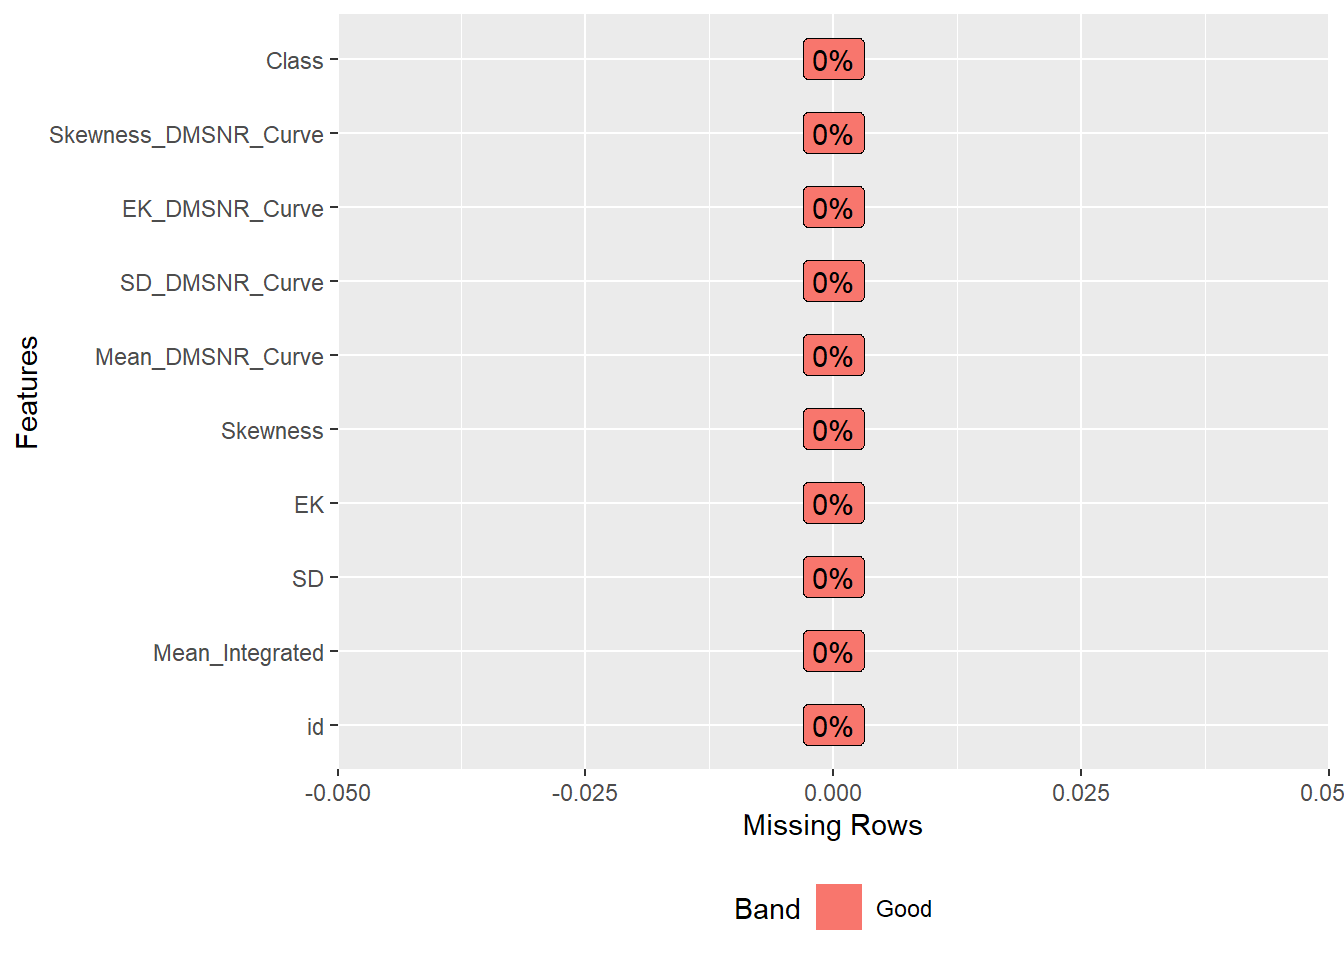 Class 0%
Skewness_DMSNR_Curve 0%
EK_DMSNR_Curve 0%
SD_DMSNR_Curve 0%
Mean_DMSNR_Curve 0%
Skewness 0%
EK 0%
SD 0%
Mean_Integrated 0%
id 0%
Features
-0.050 -0.025 0.000 0.025 0.05
Missing Rows
Band Good